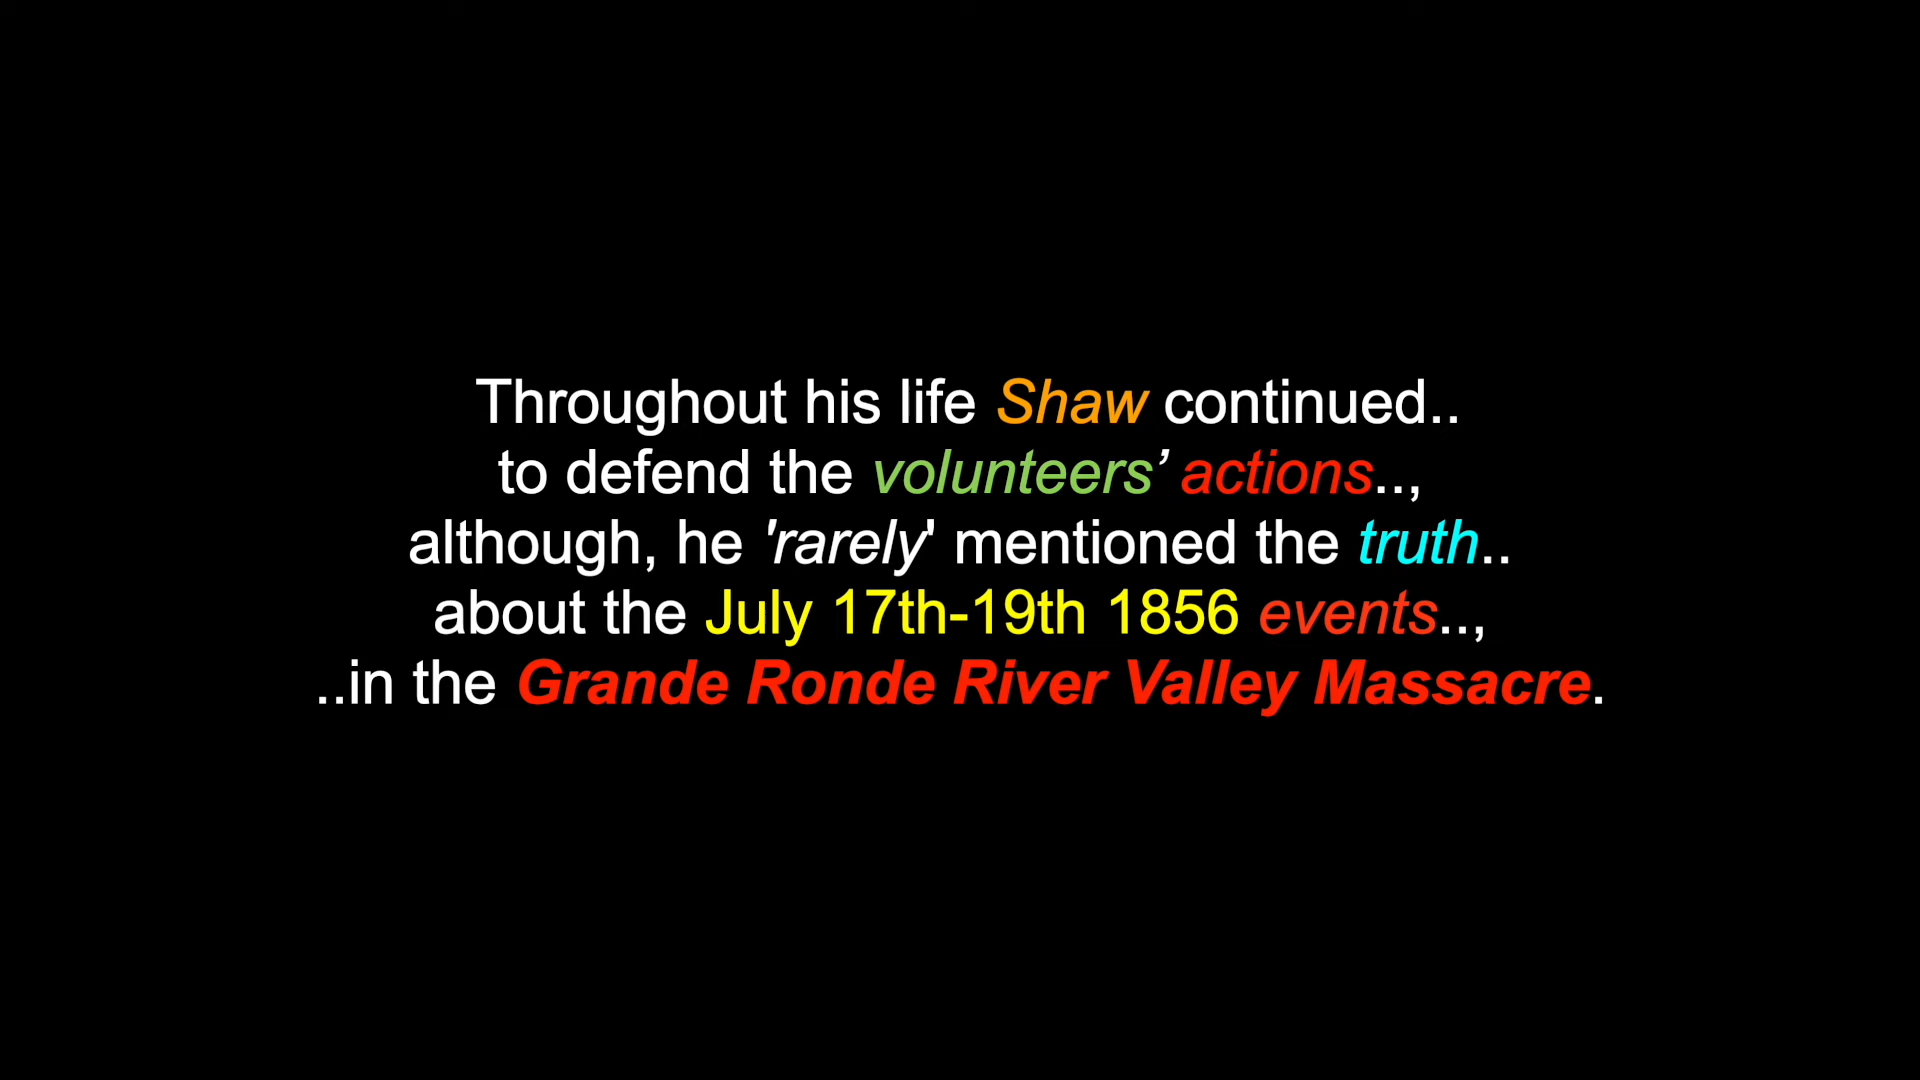 Throughout his life Shaw continued..
to defend the volunteers’ actions..,
although, he 'rarely' mentioned the truth..
about the July 17th-19th 1856 events..,
..in the Grande Ronde River Valley Massacre.